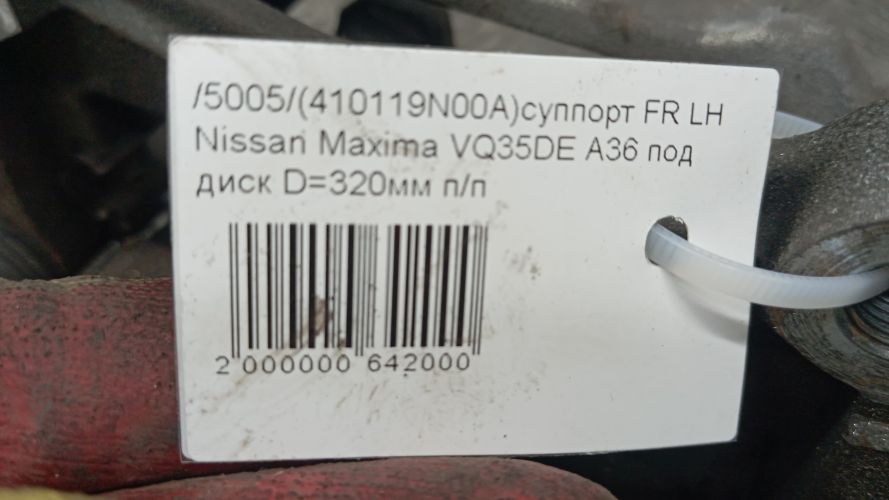 /5005/(410119N00A)суппорт FR LH
Nissan Maxima VQ35DE A36 под
диск D=320мм п/п
2 000000 642000